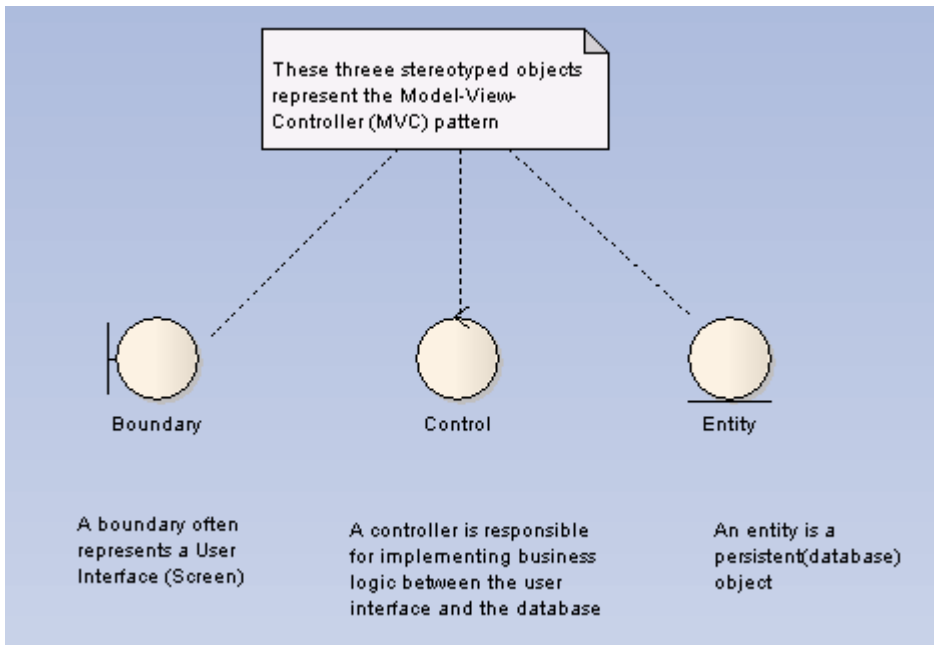 These threee stereotyped objects
represent the Model-View-
Controller (MVC) pattern
Boundary
Control
Entity
A boundary often
represents a User
Interface (Screen)
A controller is responsible
for implementing business
logic between the user
interface and the database
An entity is a
persistent(database)
object